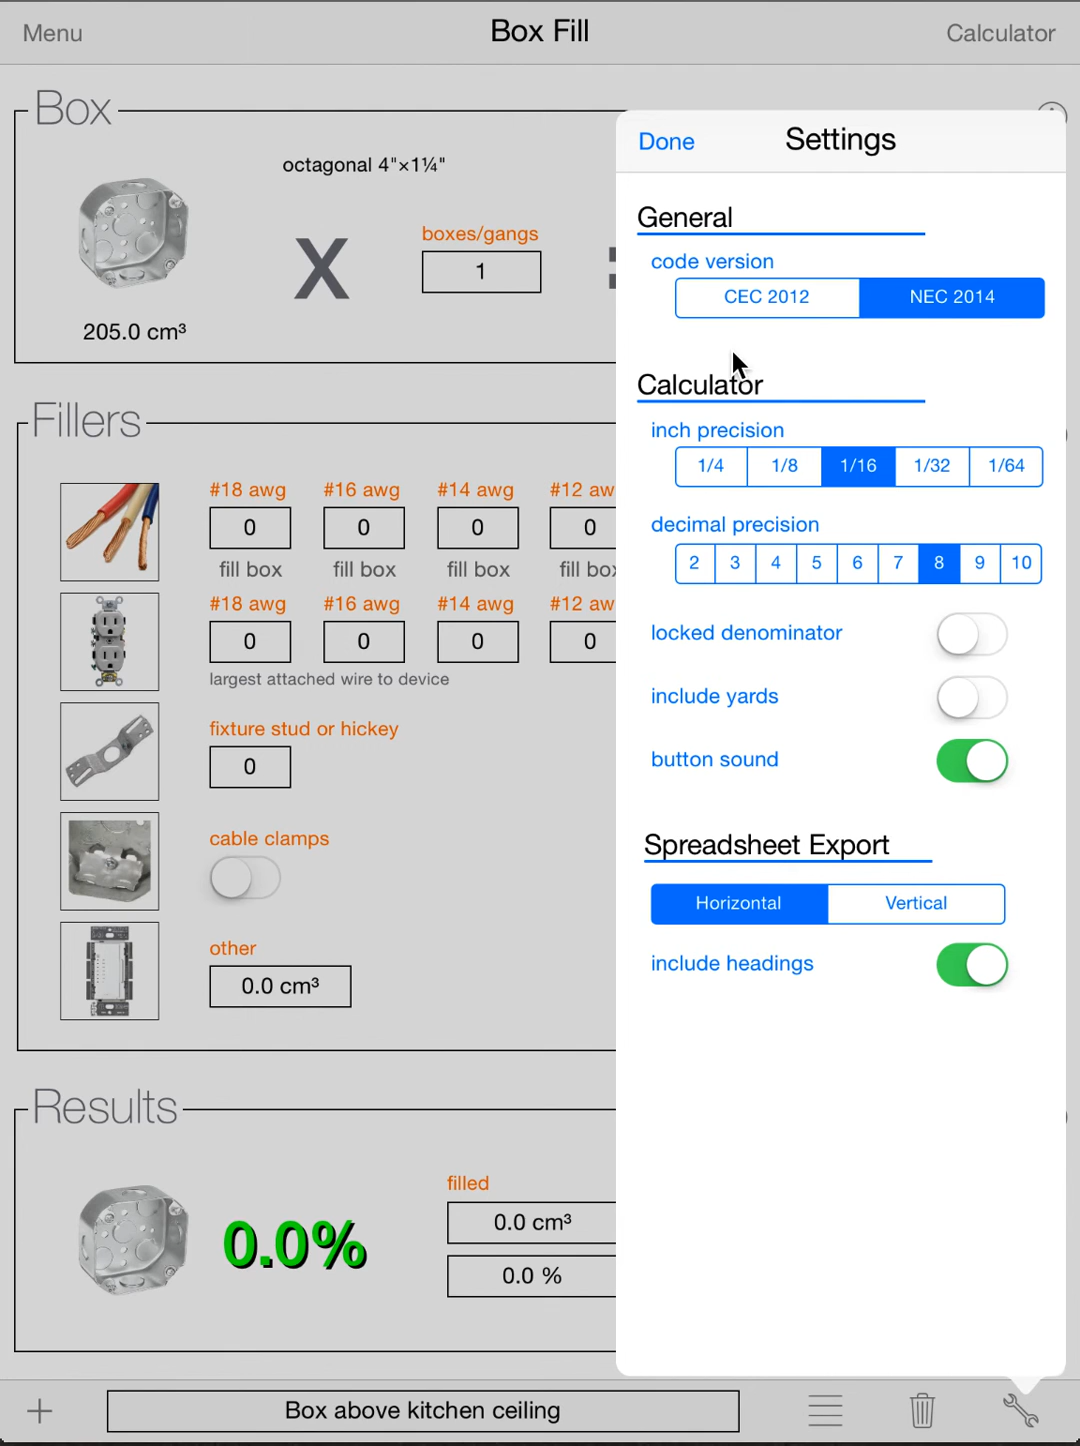 Menu
Box Fill
Calculator
Box
octagonal 4"×1¼"
X
boxes/gangs
1
205.0 cm³
Fillers
#18 awg #16 awg #14 awg #12 aw
0 0 0 0
fill box fill box fill box fill box
#18 awg #16 awg #14 awg #12 aw
0 0 0 0
largest attached wire to device
fixture stud or hickey
0
cable clamps
other
0.0 cm³
Results
0.0%
filled
0.0 cm³
0.0 %
Box above kitchen ceiling
Done
Settings
General
code version
CEC 2012 NEC 2014
Calculator
inch precision
1/4 1/8 1/16 1/32 1/64
decimal precision
2 3 4 5 6 7 8 9 10
locked denominator
include yards
button sound
Spreadsheet Export
Horizontal Vertical
include headings